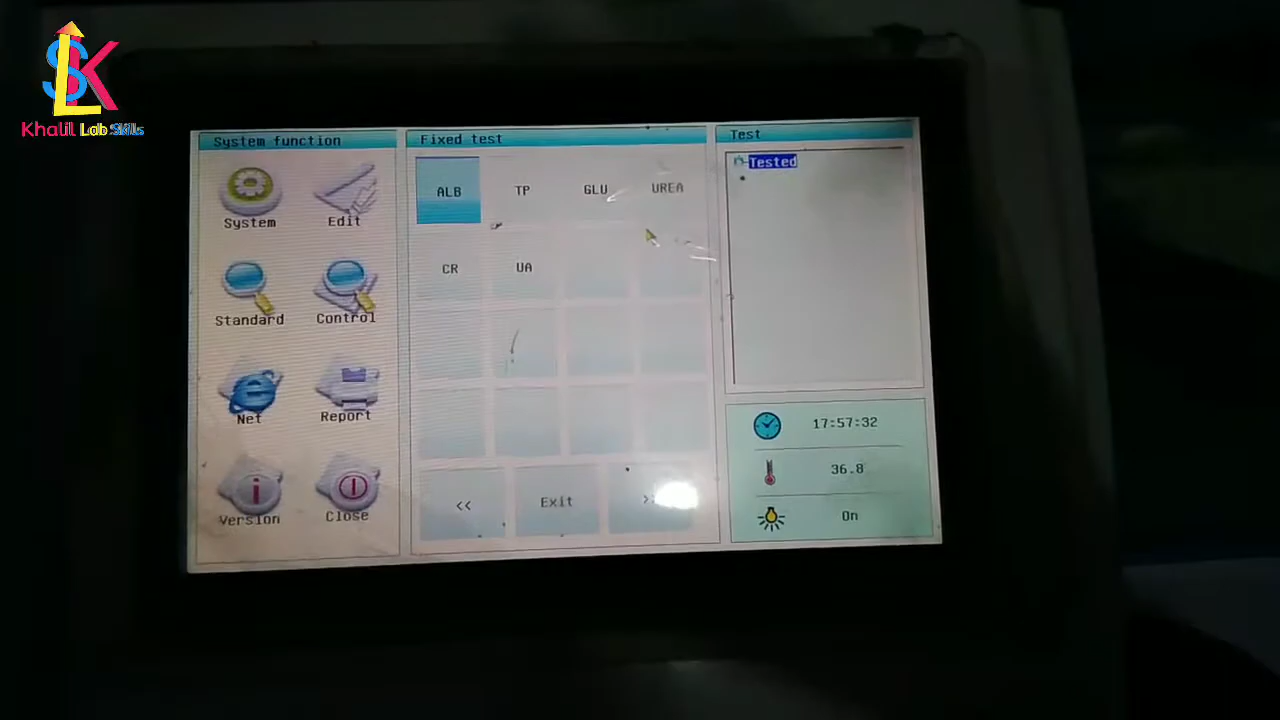 SLK
Khalil Lab Skills
System function
System
Edit
Standard
Control
Net
Report
Version
Close
Fixed test
ALB
TP
GLU
UREA
CR
UA
<<
Exit
Test
Tested
17:57:32
36.8
On